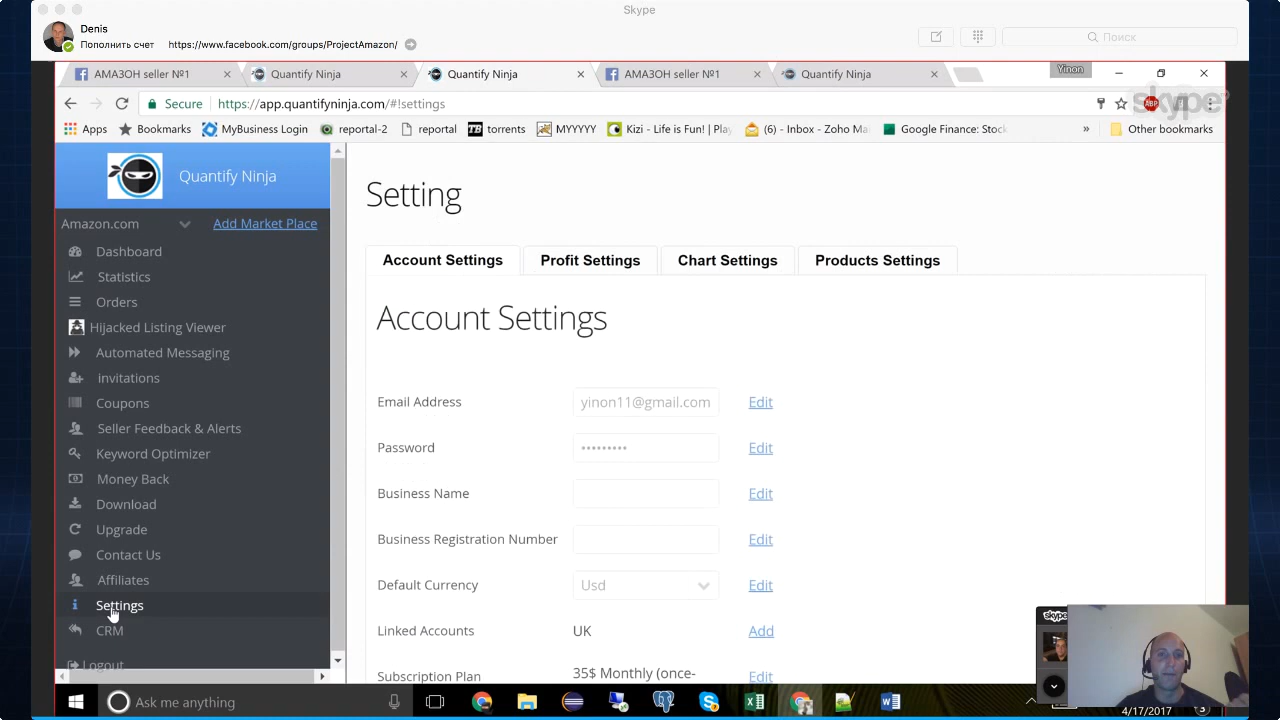 Skype
Denis
Пополнить счет https://www.facebook.com/groups/ProjectAmazon/
Поиск
АМАЗОН seller №1
Quantify Ninja
Quantify Ninja
АМАЗОН seller №1
Quantify Ninja
Yinon
Secure https://app.quantifyninja.com/#!settings
ABP
skype
Apps Bookmarks MyBusiness Login reportal-2 reportal torrents MYYYYY Kizi - Life is Fun! | Play (6) - Inbox - Zoho Ma Google Finance: Stock » Other bookmarks
Quantify Ninja
Amazon.com Add Market Place
Dashboard
Statistics
Orders
Hijacked Listing Viewer
Automated Messaging
invitations
Coupons
Seller Feedback & Alerts
Keyword Optimizer
Money Back
Download
Upgrade
Contact Us
Affiliates
Settings
CRM
Logout
Setting
Account Settings Profit Settings Chart Settings Products Settings
Account Settings
Email Address yinon11@gmail.com Edit
Password ••••••••• Edit
Business Name Edit
Business Registration Number Edit
Default Currency Usd Edit
Linked Accounts UK Add
Subscription Plan 35$ Monthly (once- Edit
skype
Ask me anything
4/17/2017